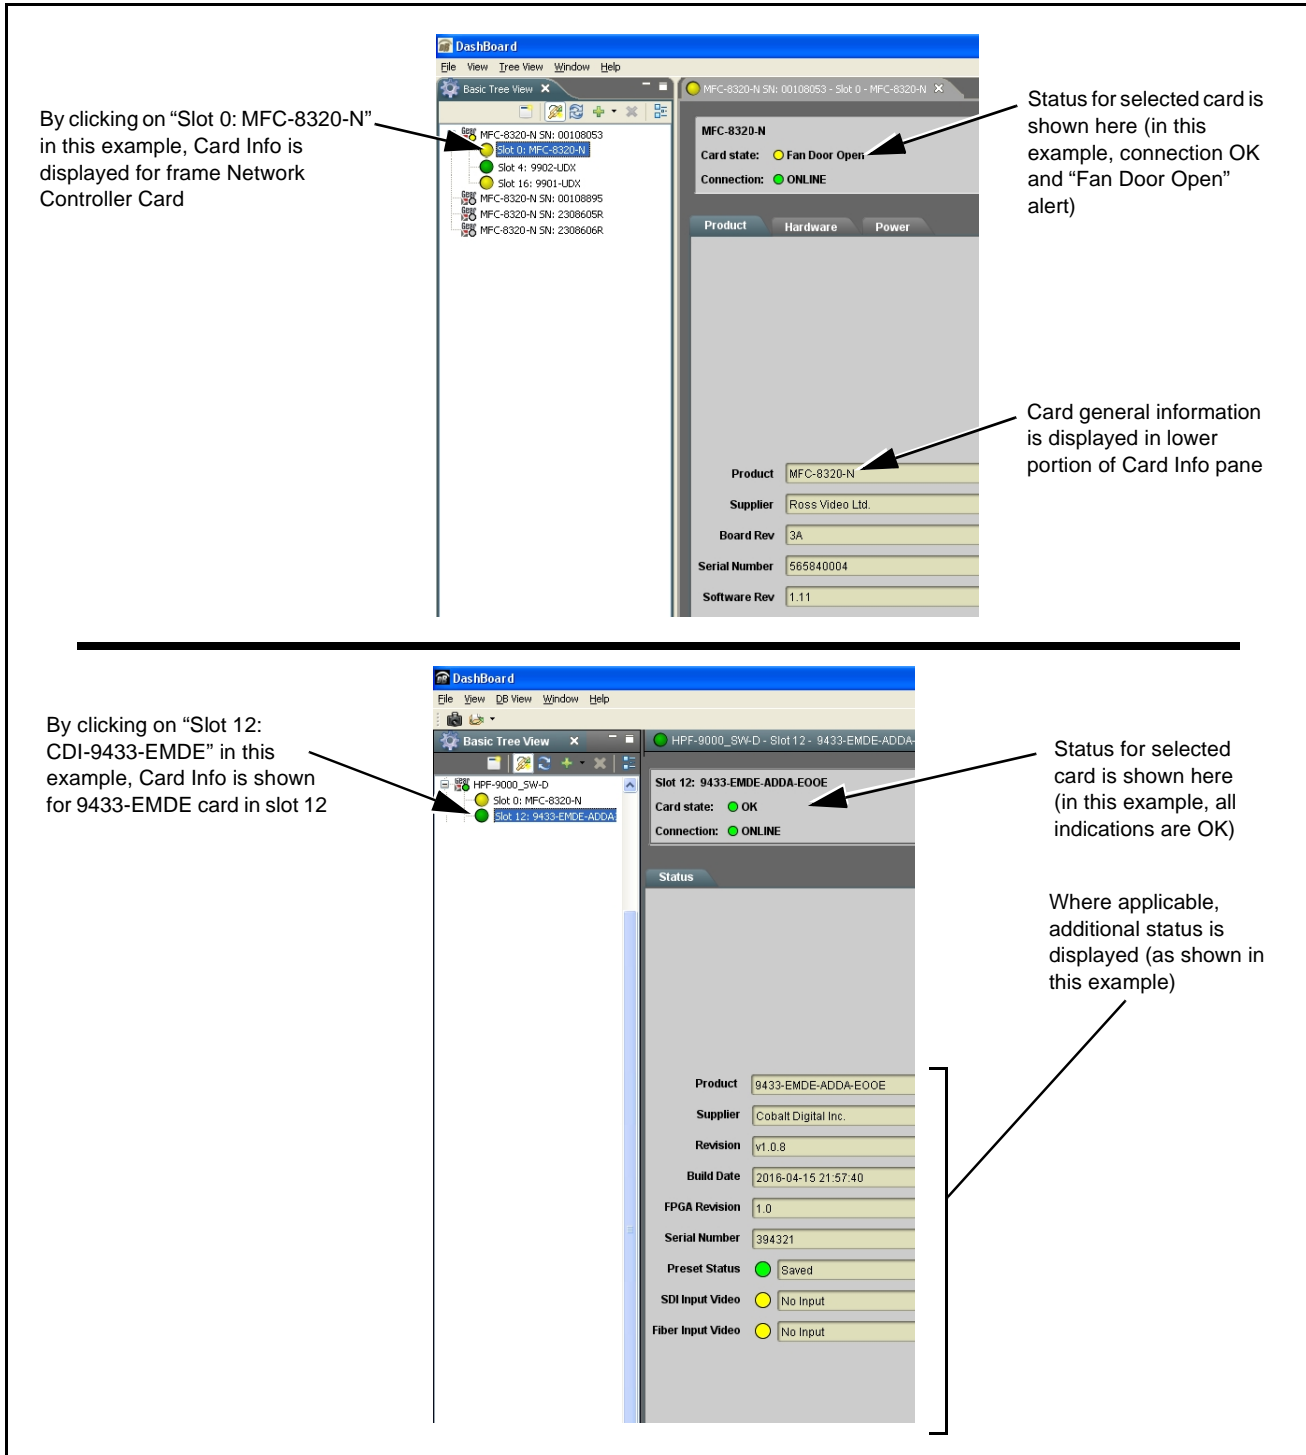 DashBoard
File View Tree View Window Help
Basic Tree View
MFC-8320-N SN: 00108053 - Slot 0 - MFC-8320-N
By clicking on “Slot 0: MFC-8320-N”
in this example, Card Info is
displayed for frame Network
Controller Card
MFC-8320-N SN: 00108053
Slot 0: MFC-8320-N
Slot 4: 9902-UDX
Slot 16: 9901-UDX
MFC-8320-N SN: 00108895
MFC-8320-N SN: 2308605R
MFC-8320-N SN: 2308606R
MFC-8320-N
Card state: Fan Door Open
Connection: ONLINE
Status for selected card is
shown here (in this
example, connection OK
and “Fan Door Open”
alert)
Product Hardware Power
Card general information
is displayed in lower
portion of Card Info pane
Product MFC-8320-N
Supplier Ross Video Ltd.
Board Rev 3A
Serial Number 565840004
Software Rev 1.11
DashBoard
File View DB View Window Help
Basic Tree View
HPF-9000_SW-D - Slot 12 - 9433-EMDE-ADDA-
By clicking on “Slot 12:
CDI-9433-EMDE” in this
example, Card Info is shown
for 9433-EMDE card in slot 12
HPF-9000_SW-D
Slot 0: MFC-8320-N
Slot 12: 9433-EMDE-ADDA
Slot 12: 9433-EMDE-ADDA-EOOE
Card state: OK
Connection: ONLINE
Status for selected
card is shown here
(in this example, all
indications are OK)
Status
Where applicable,
additional status is
displayed (as shown in
this example)
Product 9433-EMDE-ADDA-EOOE
Supplier Cobalt Digital Inc.
Revision v1.0.8
Build Date 2016-04-15 21:57:40
FPGA Revision 1.0
Serial Number 394321
Preset Status Saved
SDI Input Video No Input
Fiber Input Video No Input